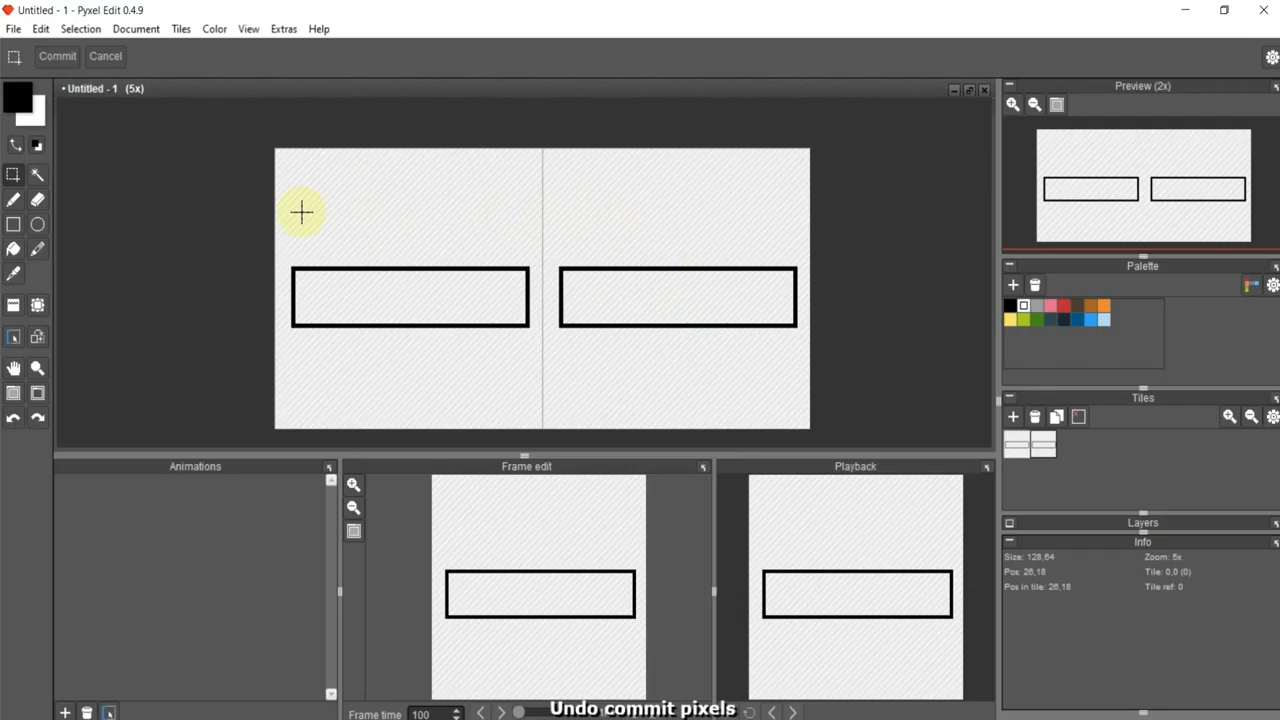 Untitled - 1 - Pyxel Edit 0.4.9
File Edit Selection Document Tiles Color View Extras Help
Commit Cancel
• Untitled - 1 (5x)
Preview (2x)
Palette
Tiles
Animations
Frame edit
Playback
Layers
Info
Size: 128,64
Zoom: 5x
Pos: 26,18
Tile: 0,0 (0)
Pos in tile: 26,18
Tile ref: 0
Frame time 100
Undo commit pixels